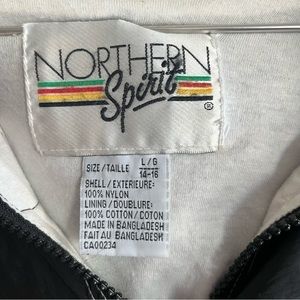 NORTHERN
Spirit
®
SIZE/TAILLE L/G
14-16
SHELL/EXTERIEURE:
100% NYLON
LINING/DOUBLURE:
100% COTTON/COTON
MADE IN BANGLADESH
FAIT AU BANGLADESH
CA00234